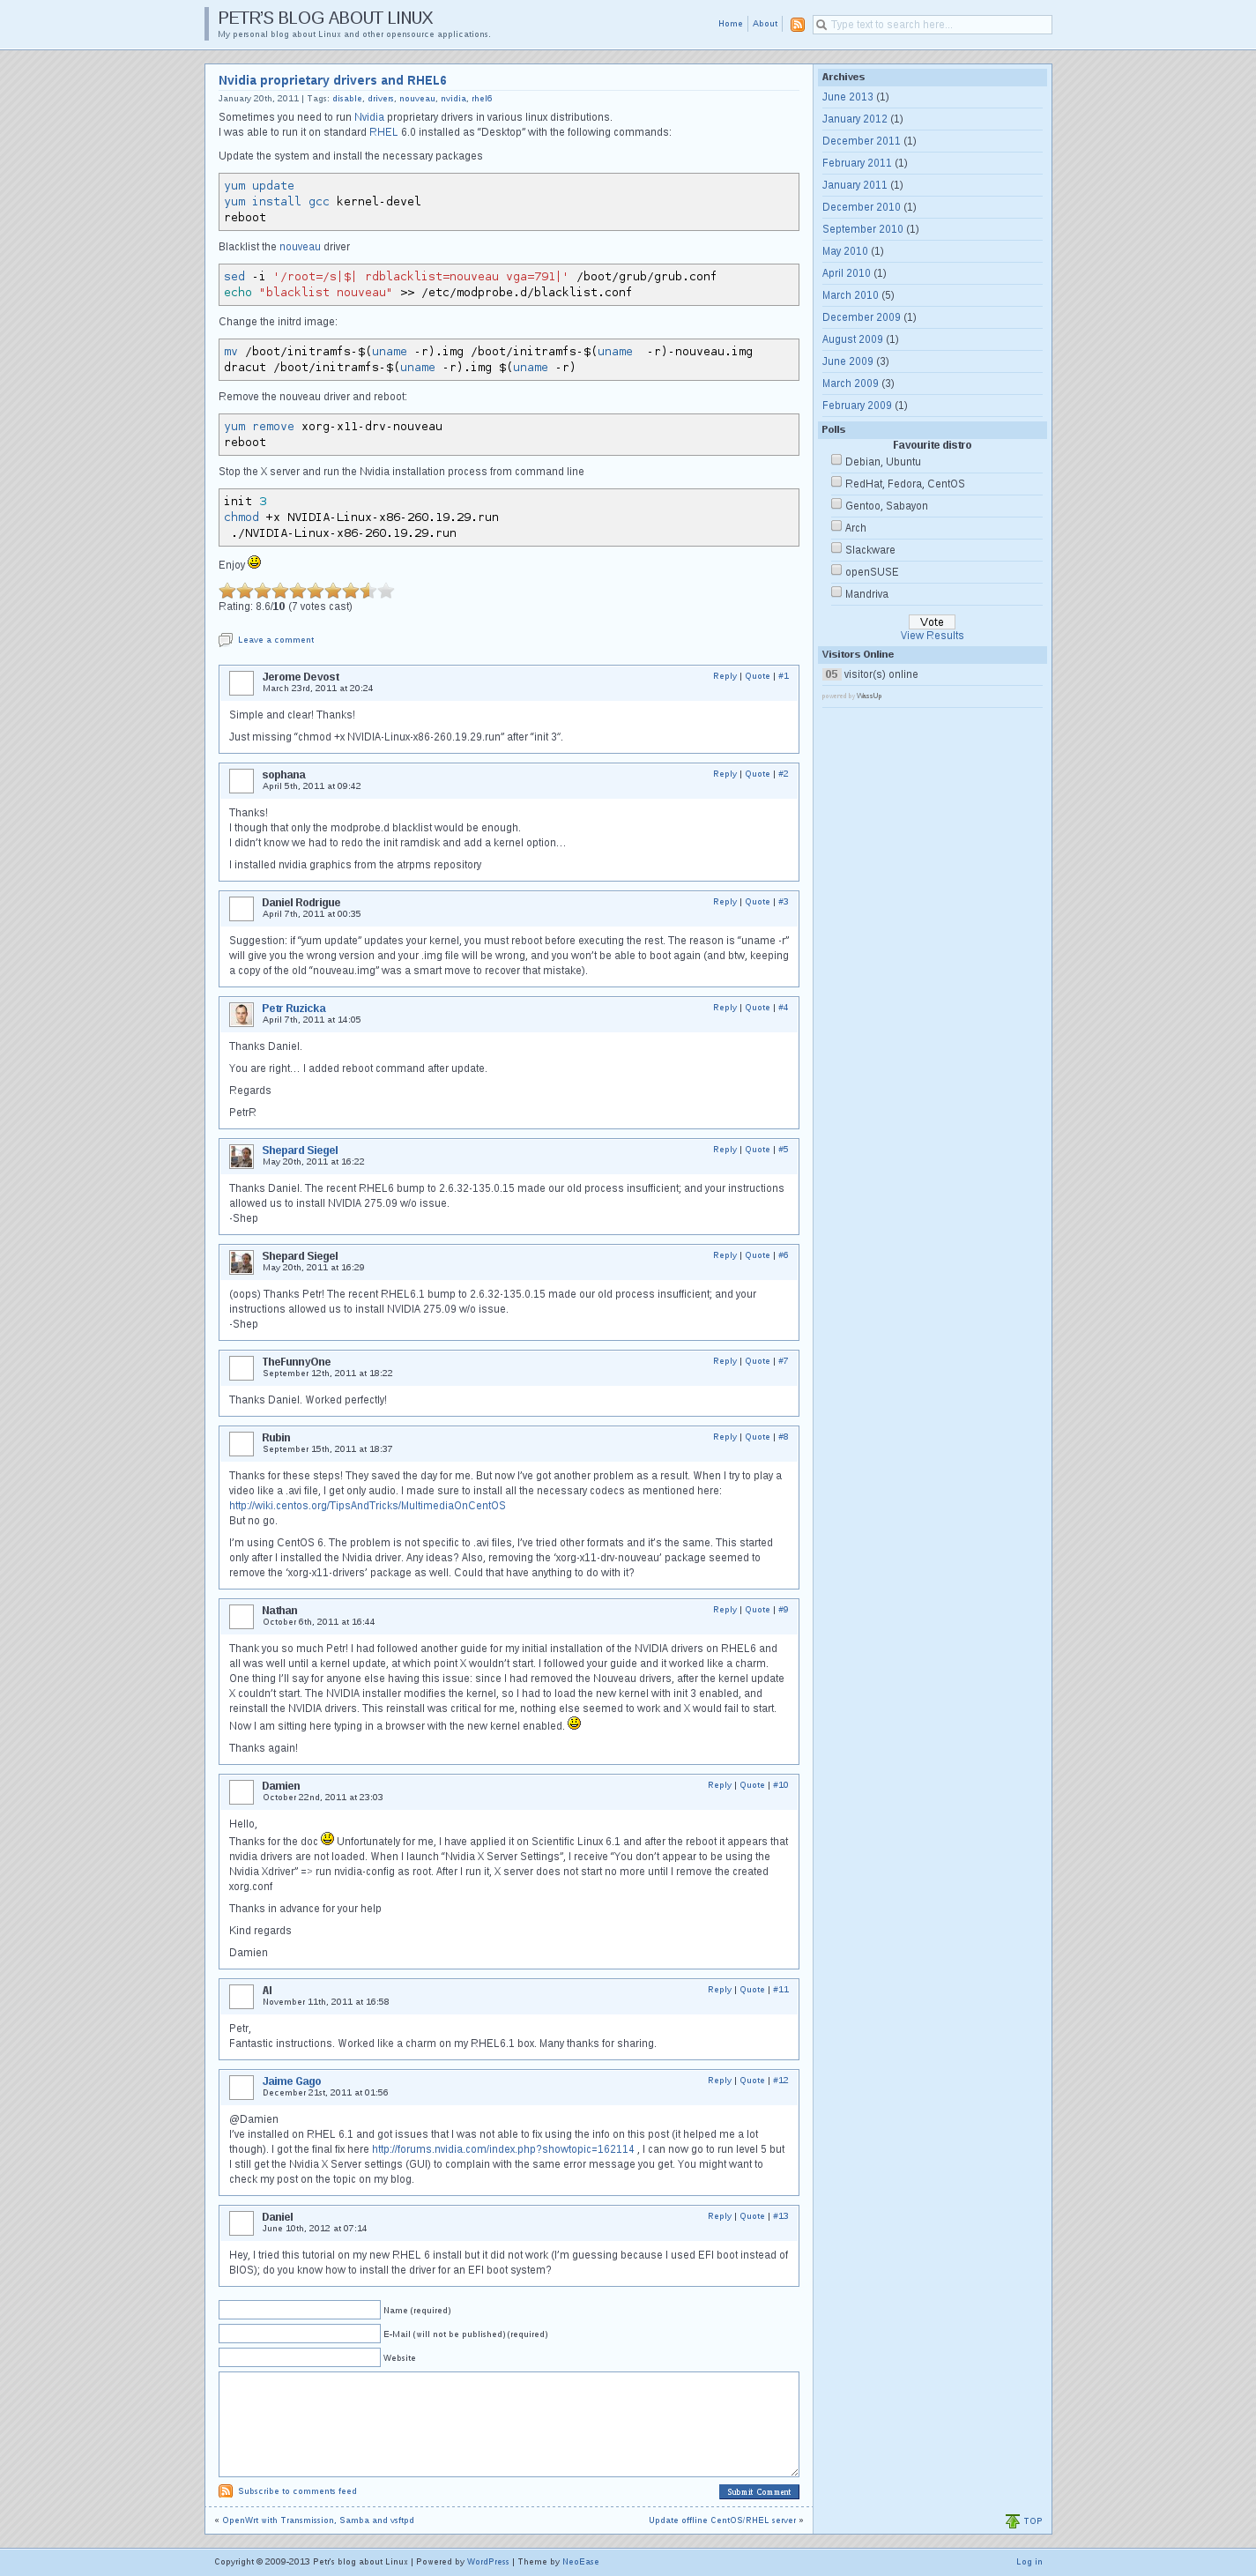 PETR'S BLOG ABOUT LINUX
My personal blog about Linux and other opensource applications.
Home
About
Type text to search here...
Nvidia proprietary drivers and RHEL6
January 20th, 2011 | Tags: disable, drivers, nouveau, nvidia, rhel6
Sometimes you need to run Nvidia proprietary drivers in various linux distributions.
I was able to run it on standard RHEL 6.0 installed as "Desktop" with the following commands:
Update the system and install the necessary packages
yum update
yum install gcc kernel-devel
reboot
Blacklist the nouveau driver
sed -i '/root=/s|$| rdblacklist=nouveau vga=791|' /boot/grub/grub.conf
echo "blacklist nouveau" >> /etc/modprobe.d/blacklist.conf
Change the initrd image:
mv /boot/initramfs-$(uname -r).img /boot/initramfs-$(uname  -r)-nouveau.img
dracut /boot/initramfs-$(uname -r).img $(uname -r)
Remove the nouveau driver and reboot:
yum remove xorg-x11-drv-nouveau
reboot
Stop the X server and run the Nvidia installation process from command line
init 3
chmod +x NVIDIA-Linux-x86-260.19.29.run
./NVIDIA-Linux-x86-260.19.29.run
Enjoy
Rating: 8.6/10 (7 votes cast)
Leave a comment
Jerome Devost
March 23rd, 2011 at 20:24
Reply | Quote | #1
Simple and clear! Thanks!
Just missing "chmod +x NVIDIA-Linux-x86-260.19.29.run" after "init 3".
sophana
April 5th, 2011 at 09:42
Reply | Quote | #2
Thanks!
I though that only the modprobe.d blacklist would be enough.
I didn't know we had to redo the init ramdisk and add a kernel option…
I installed nvidia graphics from the atrpms repository
Daniel Rodrigue
April 7th, 2011 at 00:35
Reply | Quote | #3
Suggestion: if "yum update" updates your kernel, you must reboot before executing the rest. The reason is "uname -r"
will give you the wrong version and your .img file will be wrong, and you won't be able to boot again (and btw, keeping
a copy of the old "nouveau.img" was a smart move to recover that mistake).
Petr Ruzicka
April 7th, 2011 at 14:05
Reply | Quote | #4
Thanks Daniel.
You are right… I added reboot command after update.
Regards
PetrR
Shepard Siegel
May 20th, 2011 at 16:22
Reply | Quote | #5
Thanks Daniel. The recent RHEL6 bump to 2.6.32-135.0.15 made our old process insufficient; and your instructions
allowed us to install NVIDIA 275.09 w/o issue.
-Shep
Shepard Siegel
May 20th, 2011 at 16:29
Reply | Quote | #6
(oops) Thanks Petr! The recent RHEL6.1 bump to 2.6.32-135.0.15 made our old process insufficient; and your
instructions allowed us to install NVIDIA 275.09 w/o issue.
-Shep
TheFunnyOne
September 12th, 2011 at 18:22
Reply | Quote | #7
Thanks Daniel. Worked perfectly!
Rubin
September 15th, 2011 at 18:37
Reply | Quote | #8
Thanks for these steps! They saved the day for me. But now I've got another problem as a result. When I try to play a
video like a .avi file, I get only audio. I made sure to install all the necessary codecs as mentioned here:
http://wiki.centos.org/TipsAndTricks/MultimediaOnCentOS
But no go.
I'm using CentOS 6. The problem is not specific to .avi files, I've tried other formats and it's the same. This started
only after I installed the Nvidia driver. Any ideas? Also, removing the 'xorg-x11-drv-nouveau' package seemed to
remove the 'xorg-x11-drivers' package as well. Could that have anything to do with it?
Nathan
October 6th, 2011 at 16:44
Reply | Quote | #9
Thank you so much Petr! I had followed another guide for my initial installation of the NVIDIA drivers on RHEL6 and
all was well until a kernel update, at which point X wouldn't start. I followed your guide and it worked like a charm.
One thing I'll say for anyone else having this issue: since I had removed the Nouveau drivers, after the kernel update
X couldn't start. The NVIDIA installer modifies the kernel, so I had to load the new kernel with init 3 enabled, and
reinstall the NVIDIA drivers. This reinstall was critical for me, nothing else seemed to work and X would fail to start.
Now I am sitting here typing in a browser with the new kernel enabled.
Thanks again!
Damien
October 22nd, 2011 at 23:03
Reply | Quote | #10
Hello,
Thanks for the doc Unfortunately for me, I have applied it on Scientific Linux 6.1 and after the reboot it appears that
nvidia drivers are not loaded. When I launch "Nvidia X Server Settings", I receive "You don't appear to be using the
Nvidia Xdriver" => run nvidia-config as root. After I run it, X server does not start no more until I remove the created
xorg.conf
Thanks in advance for your help
Kind regards
Damien
Al
November 11th, 2011 at 16:58
Reply | Quote | #11
Petr,
Fantastic instructions. Worked like a charm on my RHEL6.1 box. Many thanks for sharing.
Jaime Gago
December 21st, 2011 at 01:56
Reply | Quote | #12
@Damien
I've installed on RHEL 6.1 and got issues that I was not able to fix using the info on this post (it helped me a lot
though). I got the final fix here http://forums.nvidia.com/index.php?showtopic=162114 , I can now go to run level 5 but
I still get the Nvidia X Server settings (GUI) to complain with the same error message you get. You might want to
check my post on the topic on my blog.
Daniel
June 10th, 2012 at 07:14
Reply | Quote | #13
Hey, I tried this tutorial on my new RHEL 6 install but it did not work (I'm guessing because I used EFI boot instead of
BIOS); do you know how to install the driver for an EFI boot system?
Name (required)
E-Mail (will not be published) (required)
Website
Subscribe to comments feed
Submit Comment
« OpenWrt with Transmission, Samba and vsftpd
Update offline CentOS/RHEL server »
Archives
June 2013 (1)
January 2012 (1)
December 2011 (1)
February 2011 (1)
January 2011 (1)
December 2010 (1)
September 2010 (1)
May 2010 (1)
April 2010 (1)
March 2010 (5)
December 2009 (1)
August 2009 (1)
June 2009 (3)
March 2009 (3)
February 2009 (1)
Polls
Favourite distro
Debian, Ubuntu
RedHat, Fedora, CentOS
Gentoo, Sabayon
Arch
Slackware
openSUSE
Mandriva
Vote
View Results
Visitors Online
05 visitor(s) online
powered by WassUp
TOP
Copyright © 2009-2013 Petr's blog about Linux | Powered by WordPress | Theme by NeoEase
Log in